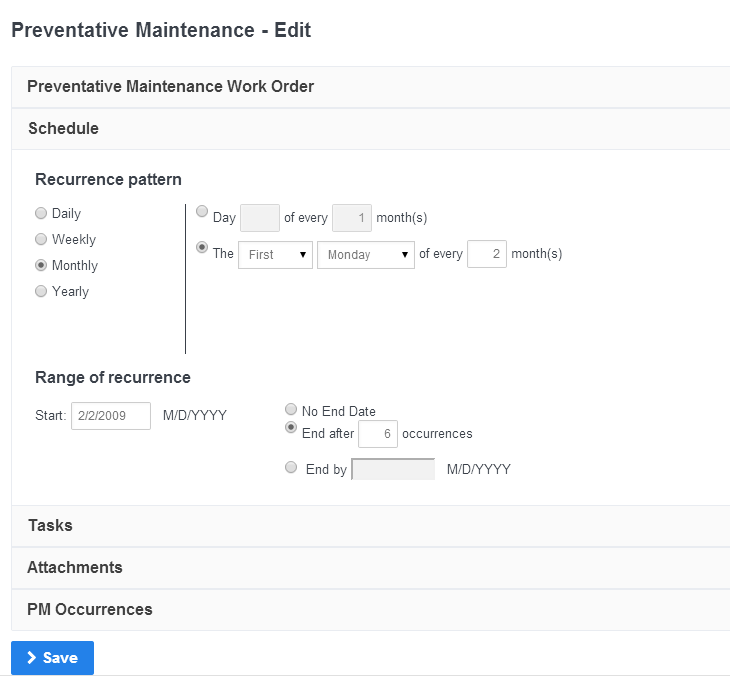 Preventative Maintenance - Edit
Preventative Maintenance Work Order
Schedule
Recurrence pattern
Daily
Weekly
Monthly
Yearly
Day of every 1 month(s)
The First Monday of every 2 month(s)
Range of recurrence
Start: 2/2/2009 M/D/YYYY
No End Date
End after 6 occurrences
End by M/D/YYYY
Tasks
Attachments
PM Occurrences
Save